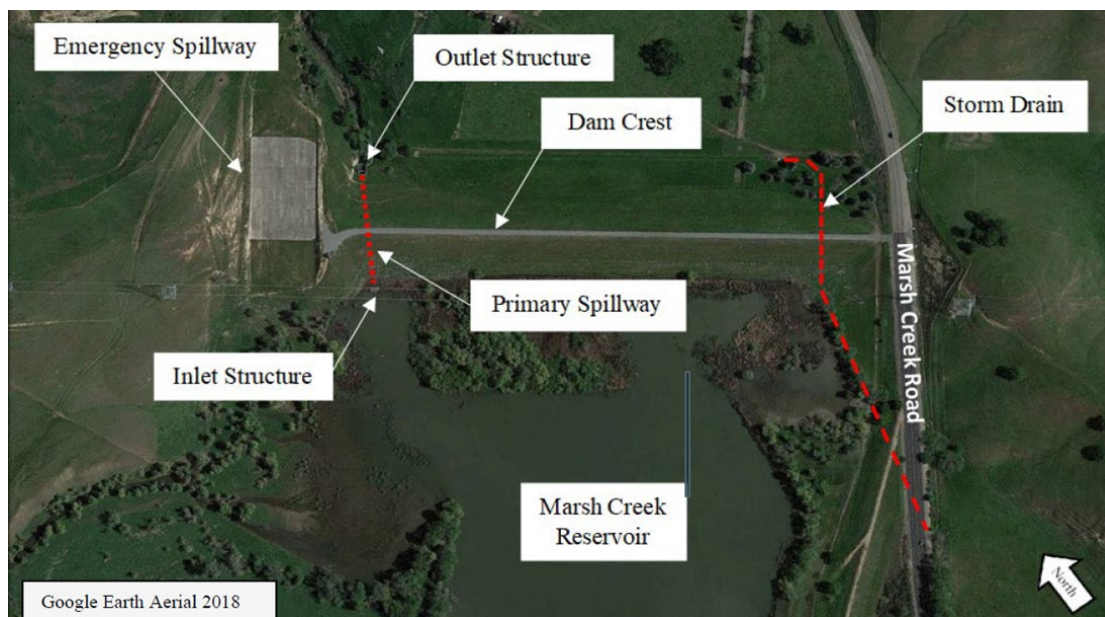 Emergency Spillway
Outlet Structure
Storm Drain
Dam Crest
Marsh Creek Road
Primary Spillway
Inlet Structure
Marsh Creek
Reservoir
North
Google Earth Aerial 2018